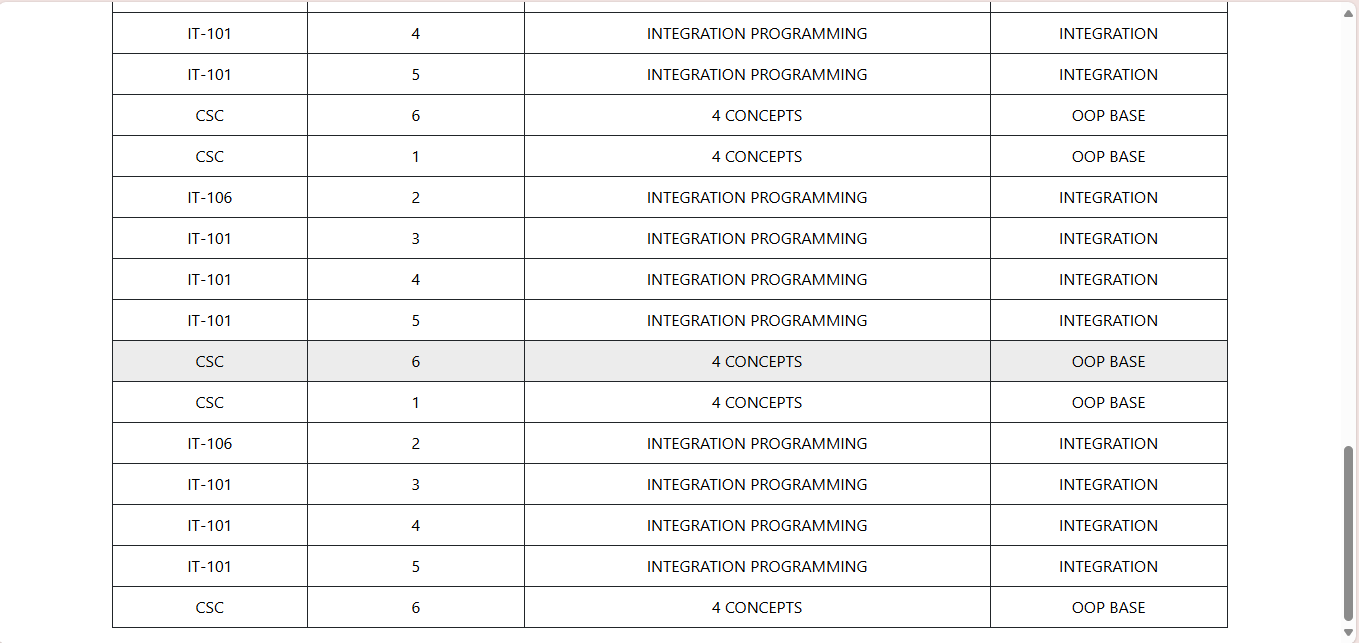 IT-101 4 INTEGRATION PROGRAMMING INTEGRATION
IT-101 5 INTEGRATION PROGRAMMING INTEGRATION
CSC 6 4 CONCEPTS OOP BASE
CSC 1 4 CONCEPTS OOP BASE
IT-106 2 INTEGRATION PROGRAMMING INTEGRATION
IT-101 3 INTEGRATION PROGRAMMING INTEGRATION
IT-101 4 INTEGRATION PROGRAMMING INTEGRATION
IT-101 5 INTEGRATION PROGRAMMING INTEGRATION
CSC 6 4 CONCEPTS OOP BASE
CSC 1 4 CONCEPTS OOP BASE
IT-106 2 INTEGRATION PROGRAMMING INTEGRATION
IT-101 3 INTEGRATION PROGRAMMING INTEGRATION
IT-101 4 INTEGRATION PROGRAMMING INTEGRATION
IT-101 5 INTEGRATION PROGRAMMING INTEGRATION
CSC 6 4 CONCEPTS OOP BASE